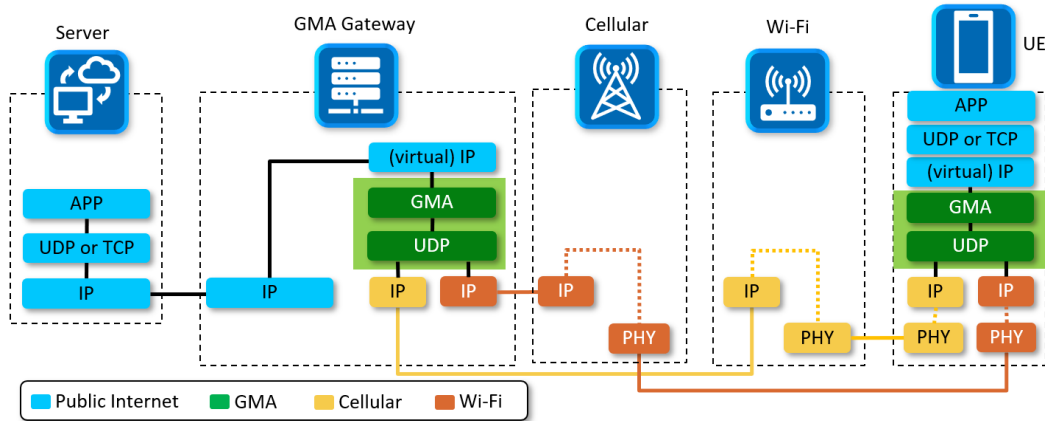 Server
GMA Gateway
Cellular
Wi-Fi
UE
APP
UDP or TCP
IP
IP
(virtual) IP
GMA
UDP
IP
IP
IP
PHY
IP
PHY
APP
UDP or TCP
(virtual) IP
GMA
UDP
IP
IP
PHY
PHY
Public Internet
GMA
Cellular
Wi-Fi